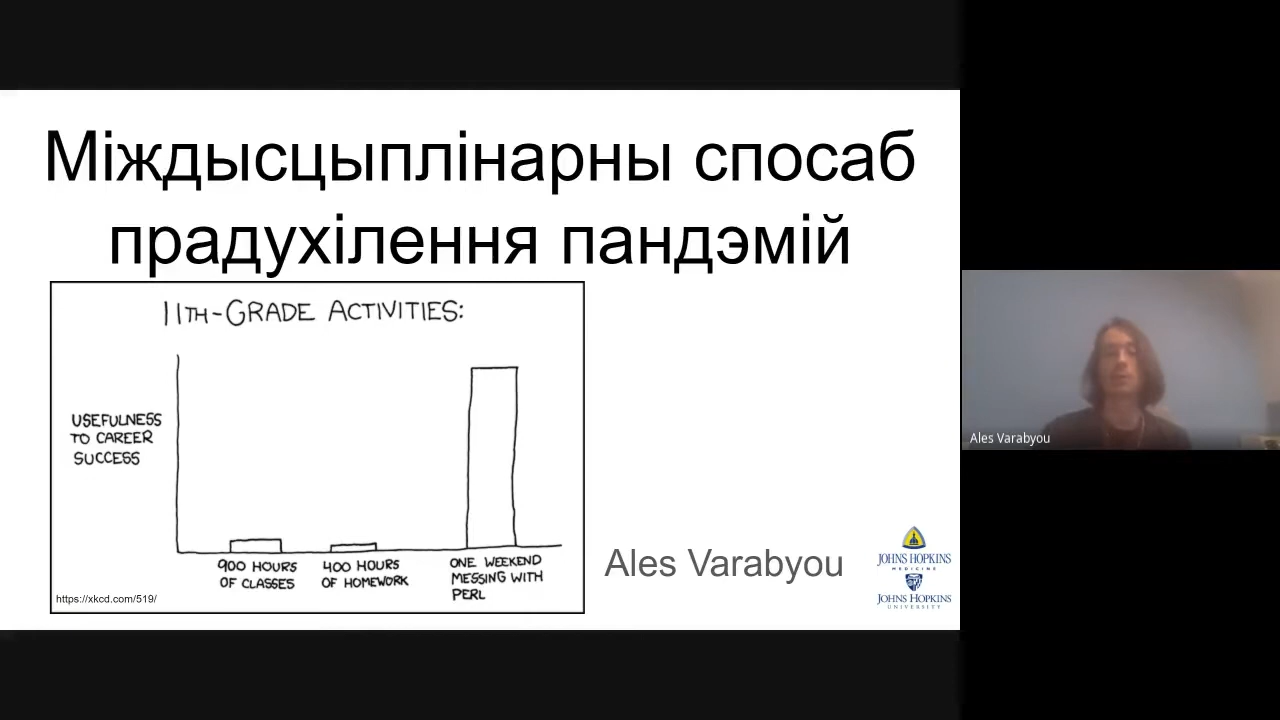 Міждысцыплінарны спосаб
прадухілення пандэмій
11TH-GRADE ACTIVITIES:
USEFULNESS
TO CAREER
SUCCESS
900 HOURS
OF CLASSES
400 HOURS
OF HOMEWORK
ONE WEEKEND
MESSING WITH
PERL
https://xkcd.com/519/
Ales Varabyou
JOHNS HOPKINS
MEDICINE
JOHNS HOPKINS
UNIVERSITY
Ales Varabyou